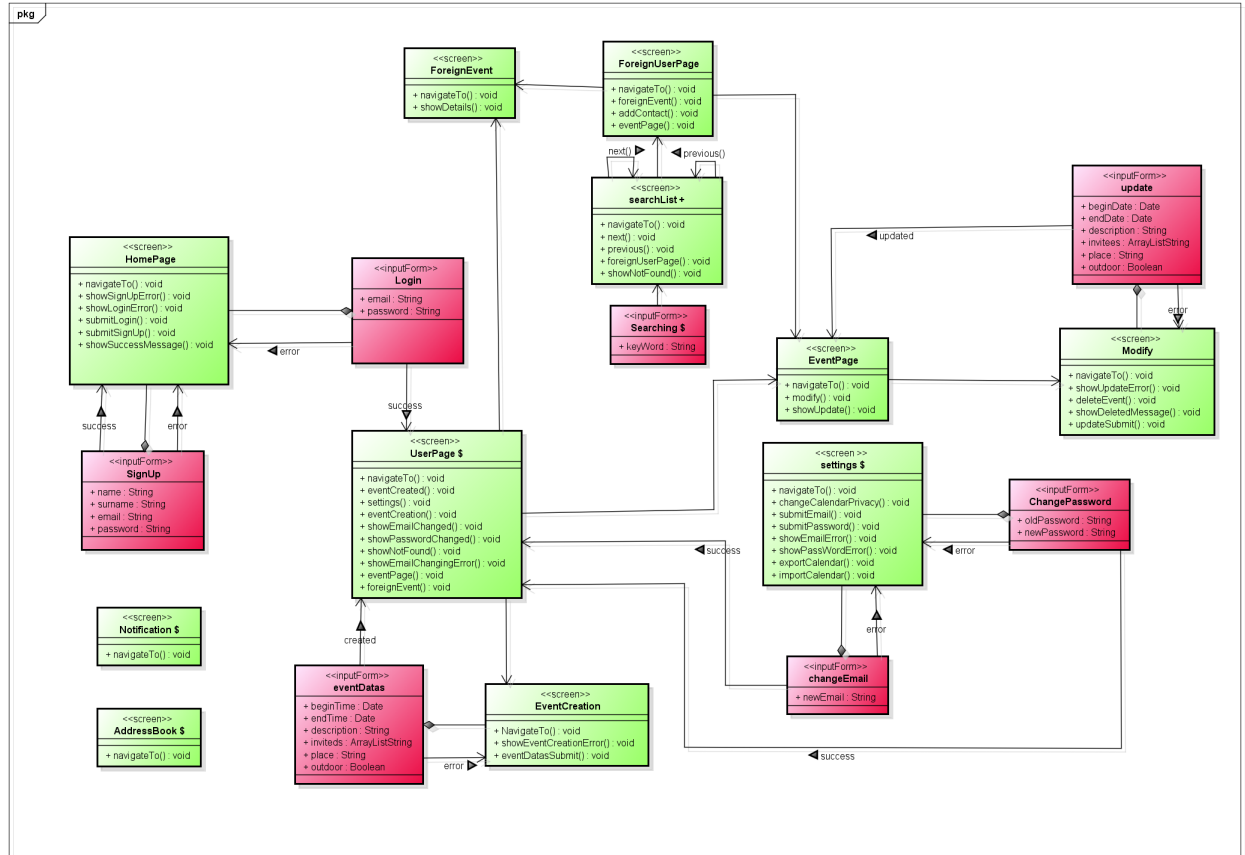 pkg
<<screen>>
ForeignEvent
+ navigateTo() : void
+ showDetails() : void
<<screen>>
ForeignUserPage
+ navigateTo() : void
+ foreignEvent() : void
+ addContact() : void
+ eventPage() : void
next()
previous()
<<screen>>
searchList +
+ navigateTo() : void
+ next() : void
+ previous() : void
+ foreignUserPage() : void
+ showNotFound() : void
<<inputForm>>
Searching $
+ keyWord : String
<<inputForm>>
update
+ beginDate : Date
+ endDate : Date
+ description : String
+ invitees : ArrayListString
+ place : String
+ outdoor : Boolean
updated
error
<<screen>>
HomePage
+ navigateTo() : void
+ showSignUpError() : void
+ showLoginError() : void
+ submitLogin() : void
+ submitSignUp() : void
+ showSuccessMessage() : void
<<inputForm>>
Login
+ email : String
+ password : String
error
success
success
error
<<inputForm>>
SignUp
+ name : String
+ surname : String
+ email : String
+ password : String
<<screen>>
EventPage
+ navigateTo() : void
+ modify() : void
+ showUpdate() : void
<<screen>>
Modify
+ navigateTo() : void
+ showUpdateError() : void
+ deleteEvent() : void
+ showDeletedMessage() : void
+ updateSubmit() : void
<<screen>>
UserPage $
+ navigateTo() : void
+ eventCreated() : void
+ settings() : void
+ eventCreation() : void
+ showEmailChanged() : void
+ showPasswordChanged() : void
+ showNotFound() : void
+ showEmailChangingError() : void
+ eventPage() : void
+ foreignEvent() : void
<<screen >>
settings $
+ navigateTo() : void
+ changeCalendarPrivacy() : void
+ submitEmail() : void
+ submitPassword() : void
+ showEmailError() : void
+ showPassWordError() : void
+ exportCalendar() : void
+ importCalendar() : void
<<inputForm>>
ChangePassword
+ oldPassword : String
+ newPassword : String
error
success
error
<<inputForm>>
changeEmail
+ newEmail : String
success
created
<<inputForm>>
eventDatas
+ beginTime : Date
+ endTime : Date
+ description : String
+ inviteds : ArrayListString
+ place : String
+ outdoor : Boolean
error
<<screen>>
EventCreation
+ NavigateTo() : void
+ showEventCreationError() : void
+ eventDatasSubmit() : void
<<screen>>
Notification $
+ navigateTo() : void
<<screen>>
AddressBook $
+ navigateTo() : void